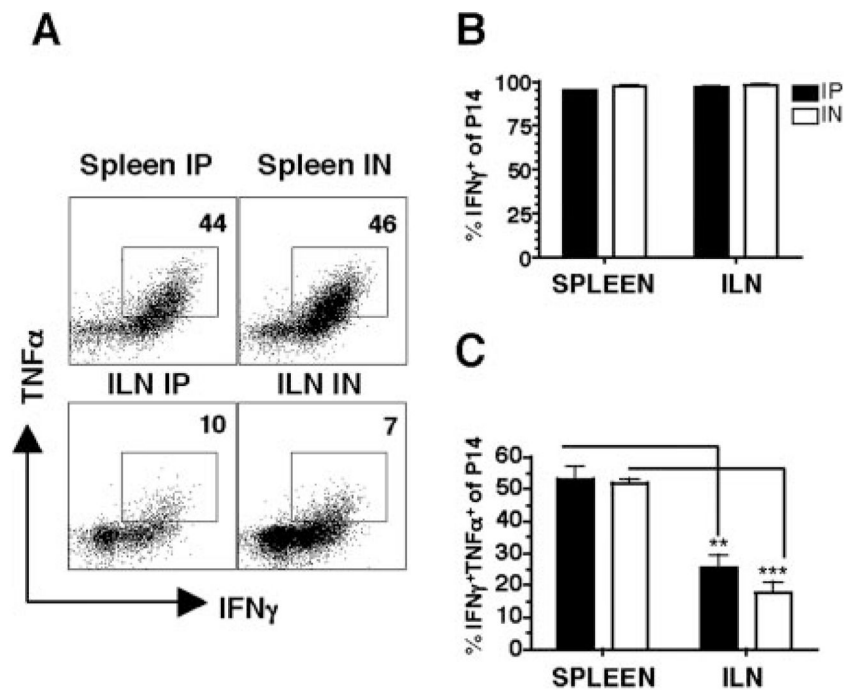 A
Spleen IP
Spleen IN
44
46
ILN IP
ILN IN
10
7
TNFα
IFNγ
B
% IFNγ+ of P14
100
75
50
25
0
SPLEEN
ILN
IP
IN
C
% IFNγ+TNFα+ of P14
60
50
40
30
20
10
0
**
***
SPLEEN
ILN